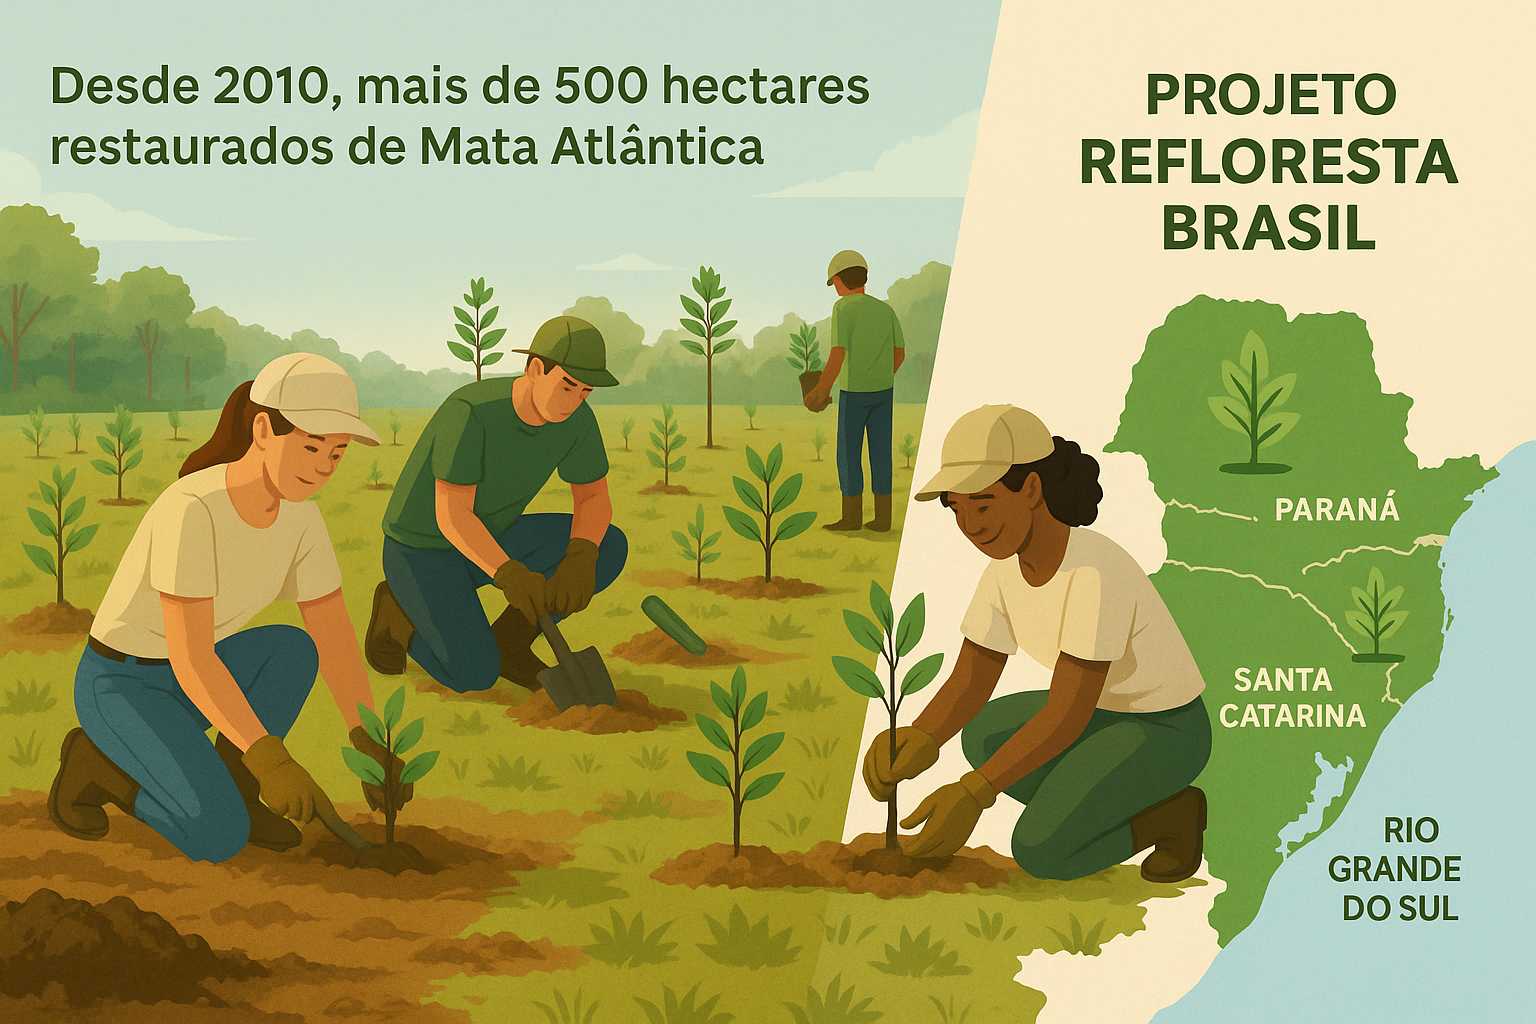 Desde 2010, mais de 500 hectares
restaurados de Mata Atlântica
PROJETO
REFLORESTA
BRASIL
PARANÁ
SANTA
CATARINA
RIO
GRANDE
DO SUL